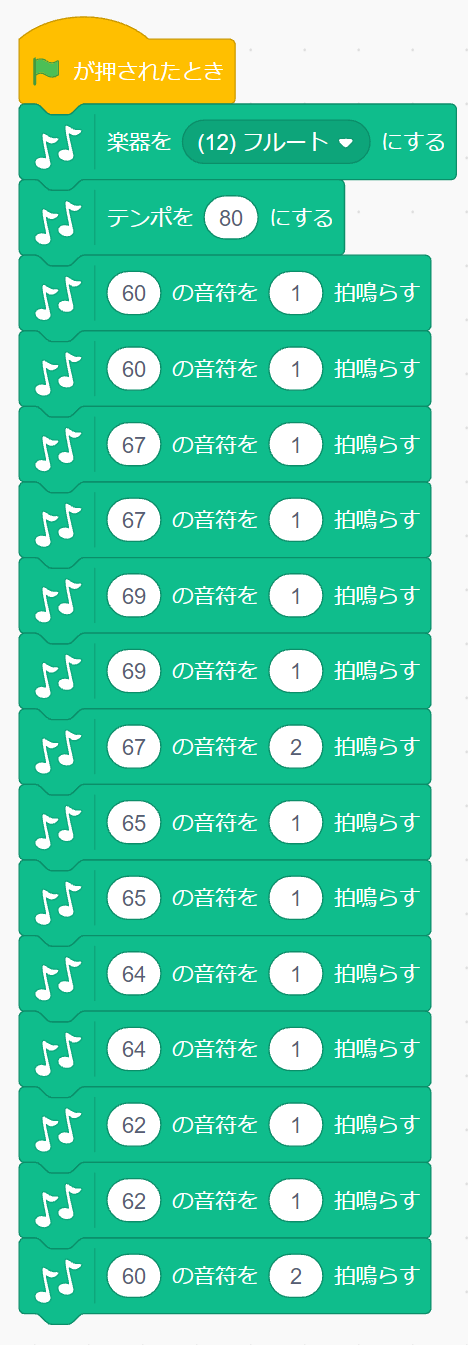 が押されたとき
楽器を (12) フルート にする
テンポを 80 にする
60 の音符を 1 拍鳴らす
60 の音符を 1 拍鳴らす
67 の音符を 1 拍鳴らす
67 の音符を 1 拍鳴らす
69 の音符を 1 拍鳴らす
69 の音符を 1 拍鳴らす
67 の音符を 2 拍鳴らす
65 の音符を 1 拍鳴らす
65 の音符を 1 拍鳴らす
64 の音符を 1 拍鳴らす
64 の音符を 1 拍鳴らす
62 の音符を 1 拍鳴らす
62 の音符を 1 拍鳴らす
60 の音符を 2 拍鳴らす